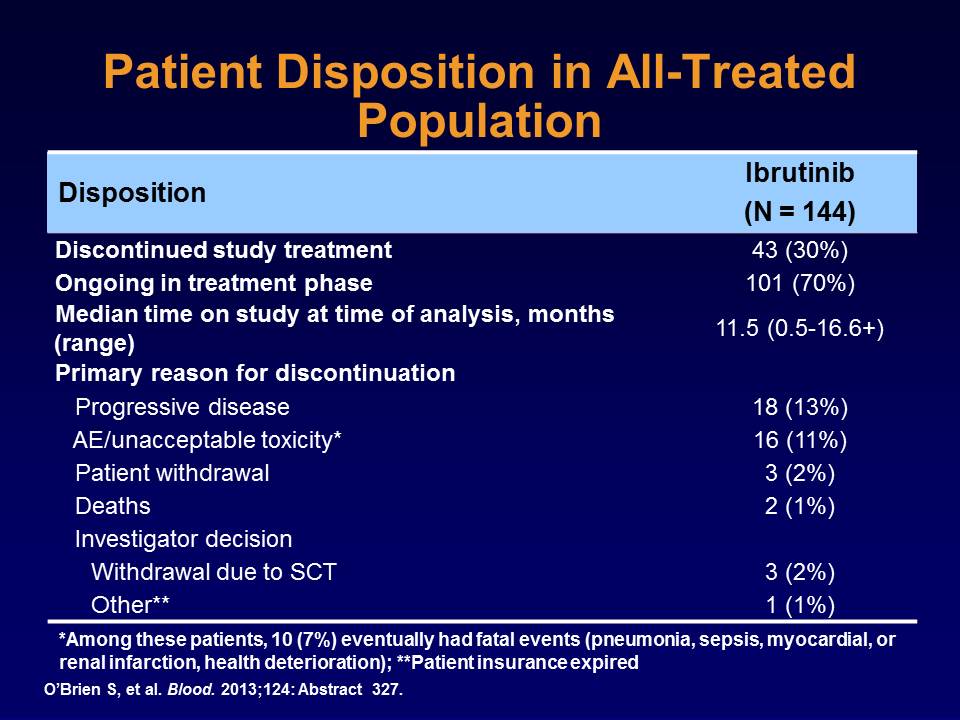 Patient Disposition in All-Treated
Population
Disposition
Ibrutinib
(N = 144)
Discontinued study treatment 43 (30%)
Ongoing in treatment phase 101 (70%)
Median time on study at time of analysis, months
(range) 11.5 (0.5-16.6+)
Primary reason for discontinuation
Progressive disease 18 (13%)
AE/unacceptable toxicity* 16 (11%)
Patient withdrawal 3 (2%)
Deaths 2 (1%)
Investigator decision
Withdrawal due to SCT 3 (2%)
Other** 1 (1%)
*Among these patients, 10 (7%) eventually had fatal events (pneumonia, sepsis, myocardial, or
renal infarction, health deterioration); **Patient insurance expired
O’Brien S, et al. Blood. 2013;124: Abstract 327.